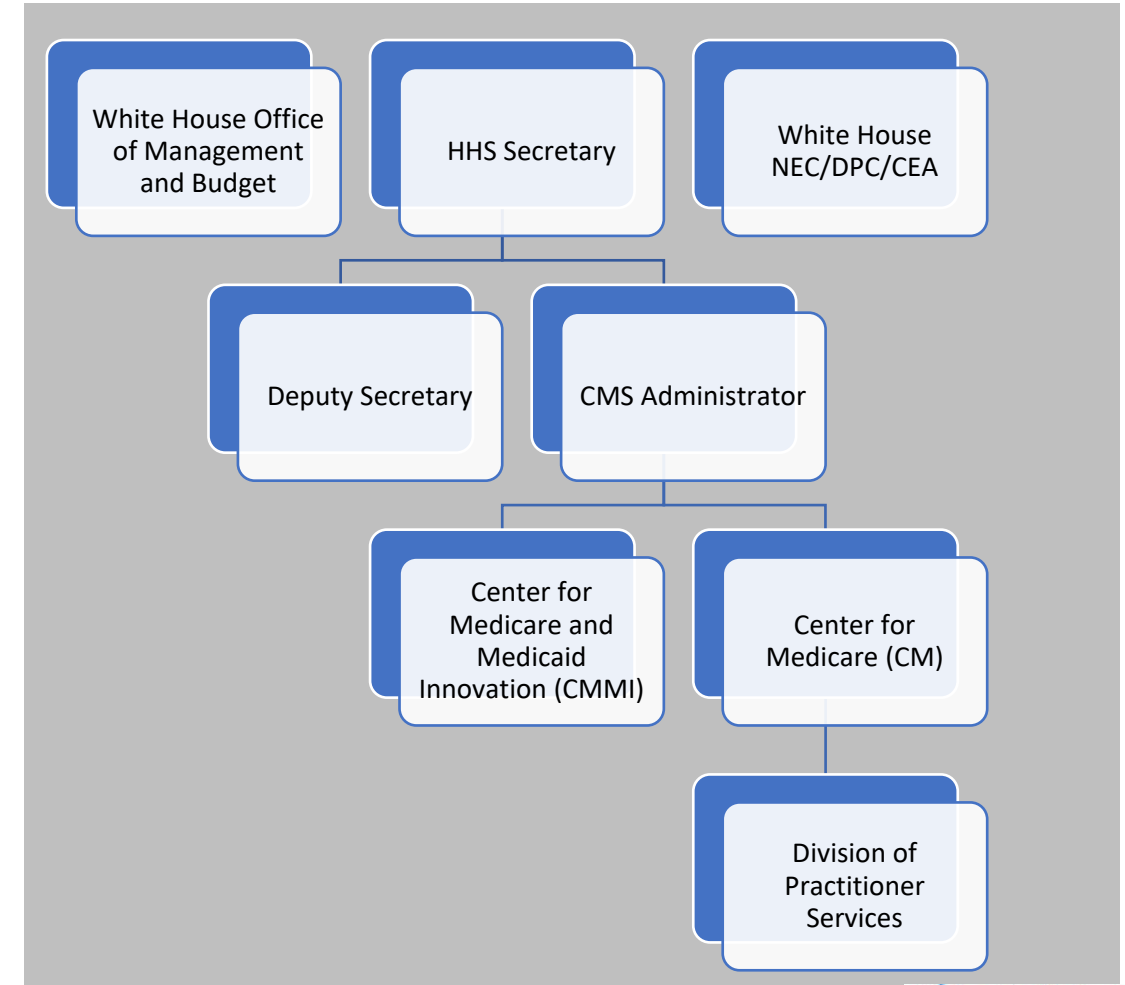 White House Office
of Management
and Budget
HHS Secretary
White House
NEC/DPC/CEA
Deputy Secretary
CMS Administrator
Center for
Medicare and
Medicaid
Innovation (CMMI)
Center for
Medicare (CM)
Division of
Practitioner
Services